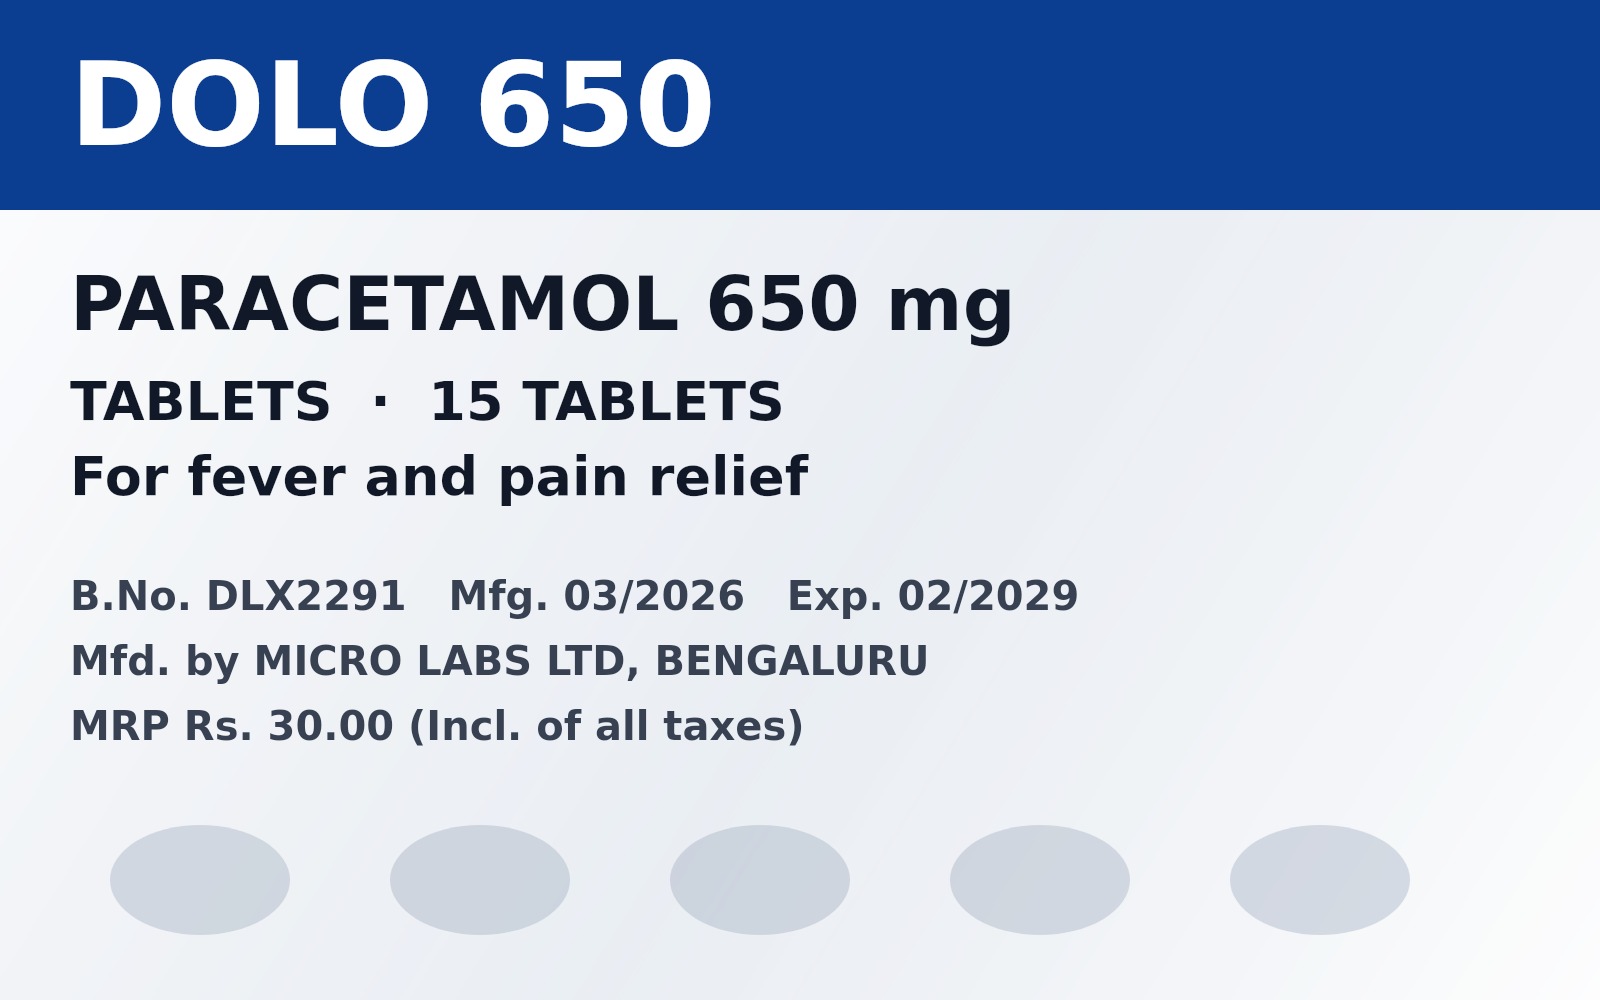 DOLO 650
PARACETAMOL 650 mg
TABLETS · 15 TABLETS
For fever and pain relief
B.No. DLX2291 Mfg. 03/2026 Exp. 02/2029
Mfd. by MICRO LABS LTD, BENGALURU
MRP Rs. 30.00 (Incl. of all taxes)